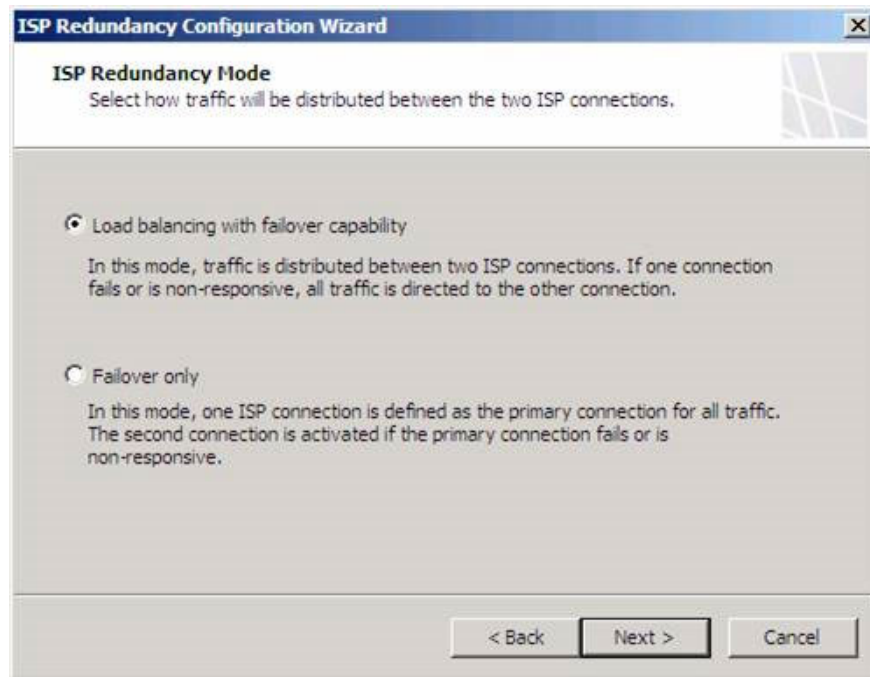 ISP Redundancy Configuration Wizard
ISP Redundancy Mode
Select how traffic will be distributed between the two ISP connections.
Load balancing with failover capability
In this mode, traffic is distributed between two ISP connections. If one connection
fails or is non-responsive, all traffic is directed to the other connection.
Failover only
In this mode, one ISP connection is defined as the primary connection for all traffic.
The second connection is activated if the primary connection fails or is
non-responsive.
< Back
Next >
Cancel